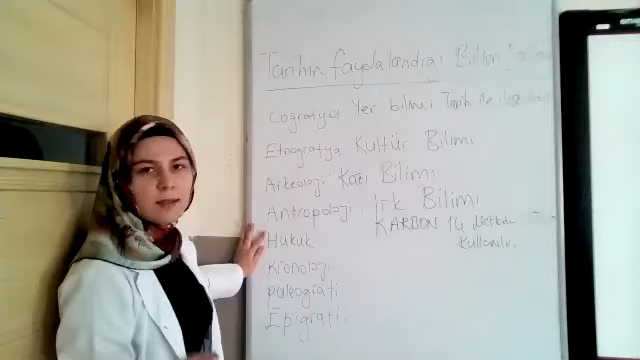 Tarihin faydalandığı Bilim
Coğrafya Yer bilimi Tarih ile
Etnografya Kültür Bilimi
Arkeoloji: Kazı Bilimi
Antropoloji: Irk Bilimi
KARBON 14 Metodu
Hukuk
Kullanılır.
Kronoloji
paleografi
Epigrafi.